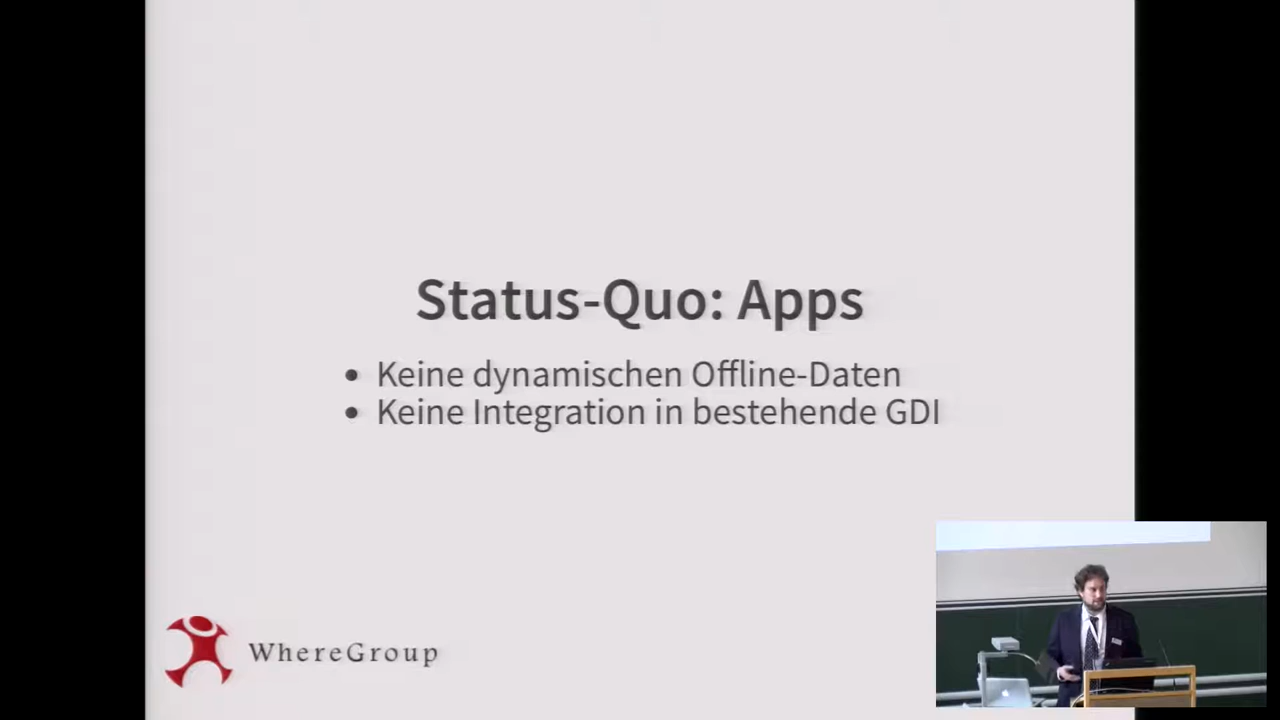 Status-Quo: Apps
• Keine dynamischen Offline-Daten
• Keine Integration in bestehende GDI
WhereGroup